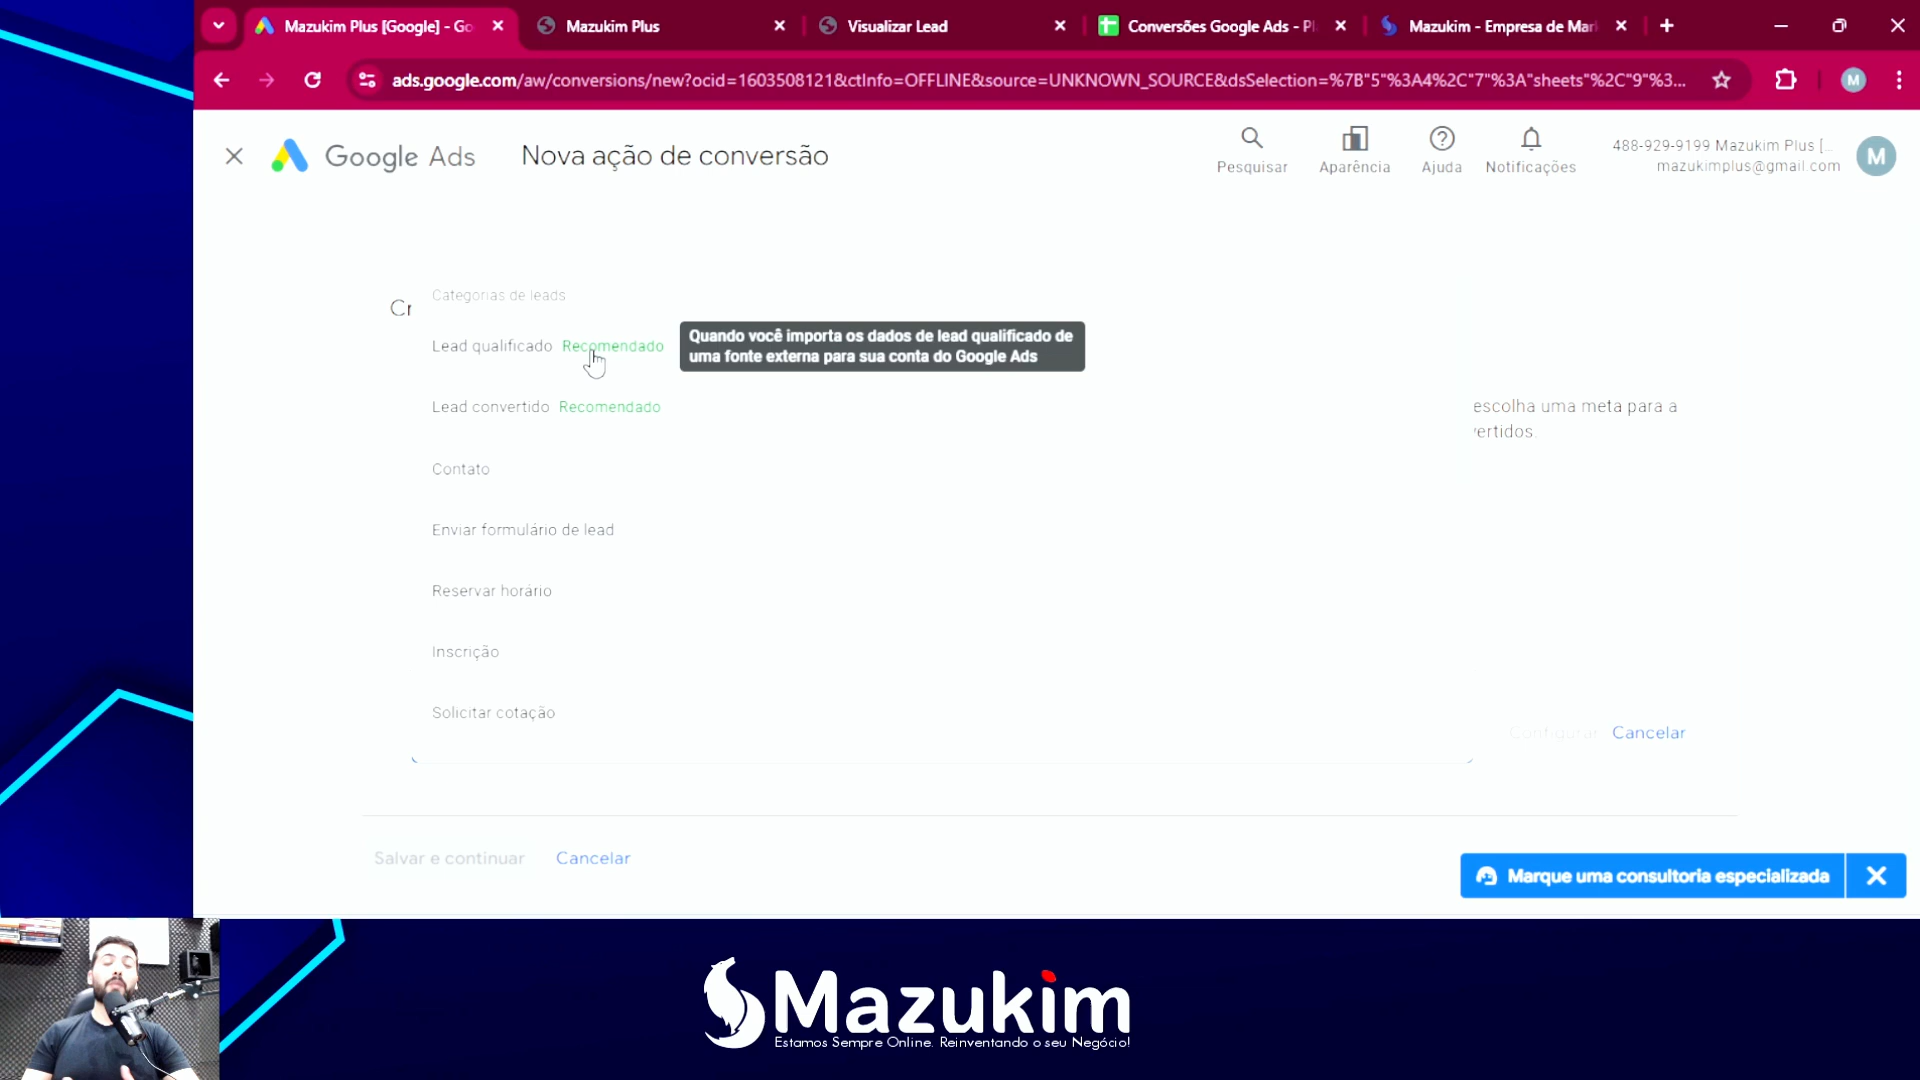 Mazukim Plus [Google] - Go
Mazukim Plus
Visualizar Lead
Conversões Google Ads - Pl
Mazukim - Empresa de Mar
ads.google.com/aw/conversions/new?ocid=1603508121&ctInfo=OFFLINE&source=UNKNOWN_SOURCE&dsSelection=%7B"5"%3A4%2C"7"%3A"sheets"%2C"9"%3...
M
Google Ads
Nova ação de conversão
Pesquisar
Aparência
Ajuda
Notificações
488-929-9199 Mazukim Plus [...
mazukimplus@gmail.com
M
Cr
Categorias de leads
Lead qualificado Recomendado
Quando você importa os dados de lead qualificado de
uma fonte externa para sua conta do Google Ads
Lead convertido Recomendado
escolha uma meta para a
vertidos.
Contato
Enviar formulário de lead
Reservar horário
Inscrição
Solicitar cotação
Configurar Cancelar
Salvar e continuar Cancelar
Marque uma consultoria especializada
Mazukim
Estamos Sempre Online. Reinventando o seu Negócio!